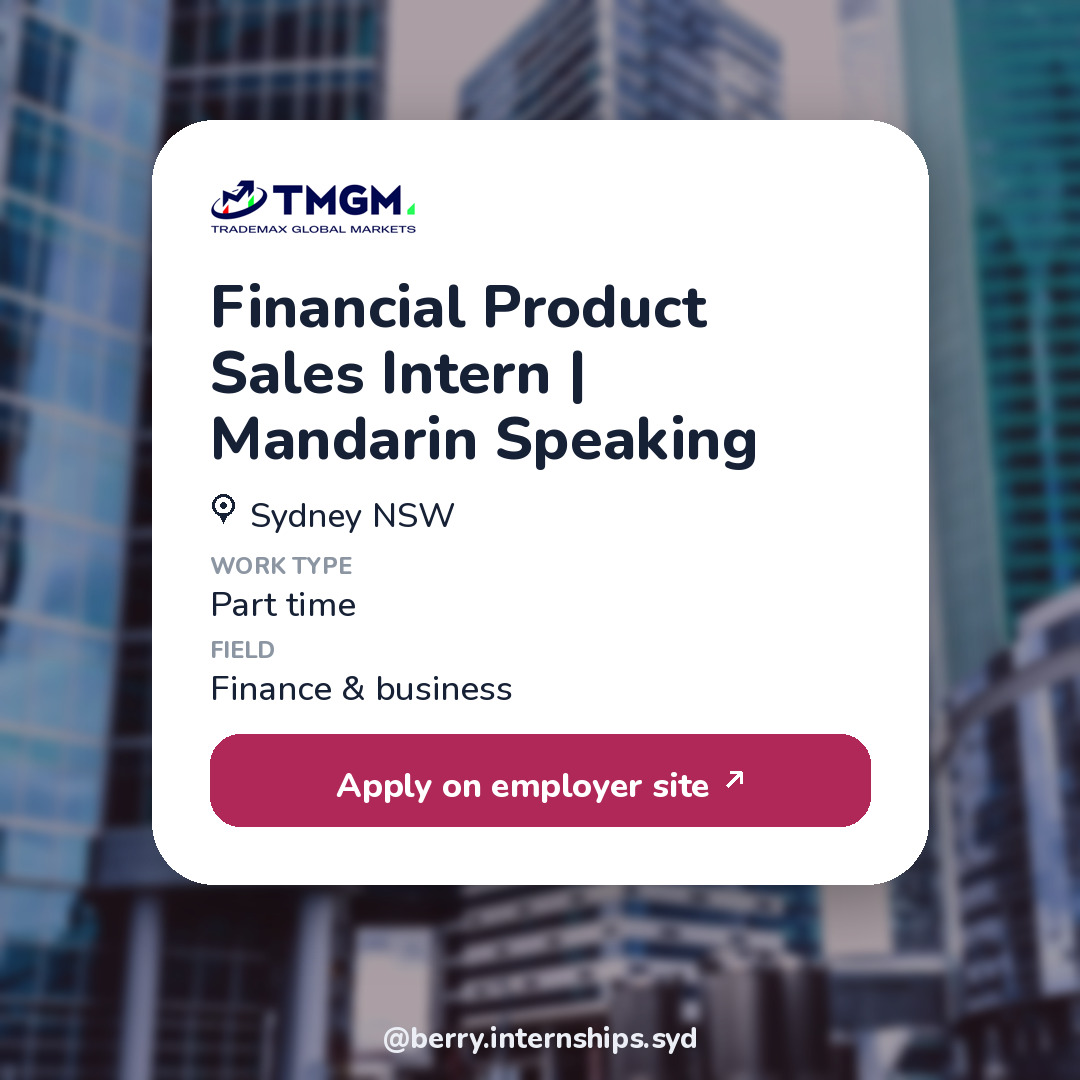 TMGM.
TRADEMAX GLOBAL MARKETS
Financial Product
Sales Intern |
Mandarin Speaking
Sydney NSW
WORK TYPE
Part time
FIELD
Finance & business
Apply on employer site ↗
@berry.internships.syd